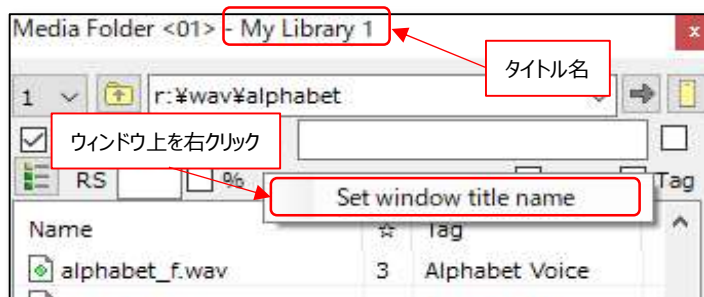 Media Folder <01> - My Library 1
x
タイトル名
1
r:¥wav¥alphabet
ウィンドウ上を右クリック
RS
%
Tag
Set window title name
Name ☆ Tag
alphabet_f.wav 3 Alphabet Voice